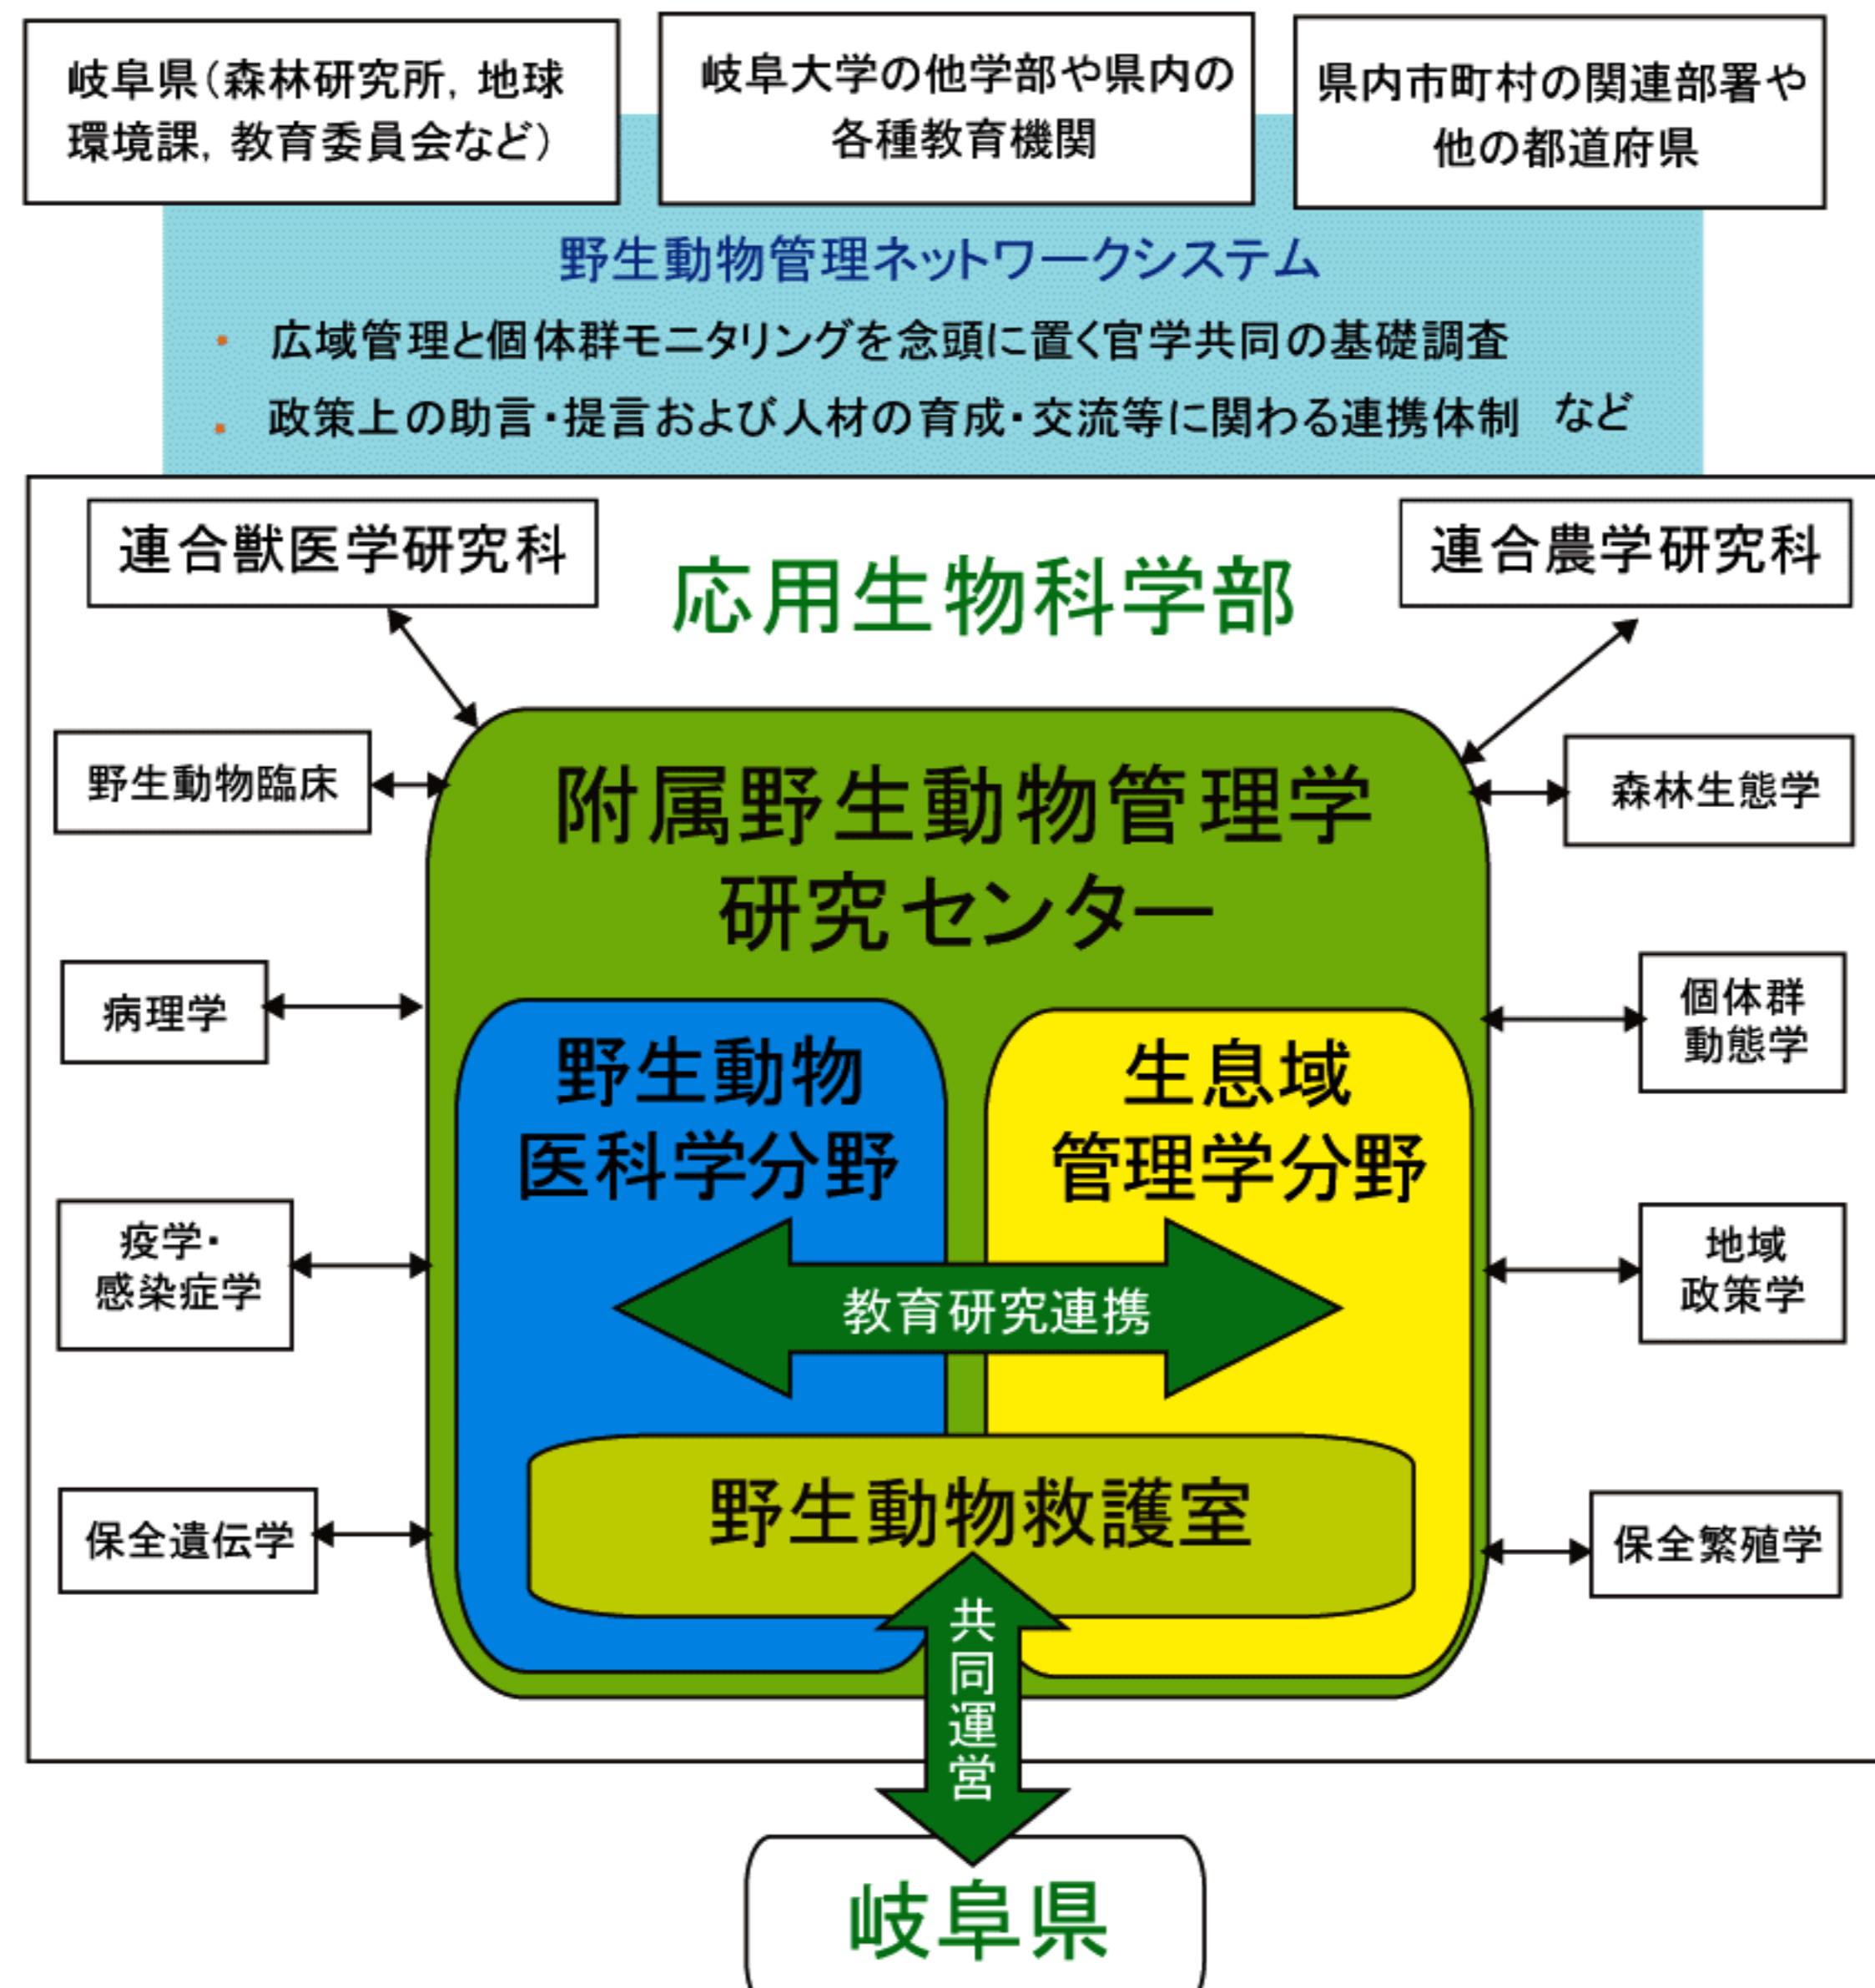 岐阜県（森林研究所，地球
環境課，教育委員会など）
岐阜大学の他学部や県内の
各種教育機関
県内市町村の関連部署や
他の都道府県
野生動物管理ネットワークシステム
・ 広域管理と個体群モニタリングを念頭に置く官学共同の基礎調査
・ 政策上の助言・提言および人材の育成・交流等に関わる連携体制 など
連合獣医学研究科
応用生物科学部
連合農学研究科
野生動物臨床
病理学
疫学・
感染症学
保全遺伝学
附属野生動物管理学
研究センター
野生動物
医科学分野
生息域
管理学分野
教育研究連携
野生動物救護室
共同運営
森林生態学
個体群
動態学
地域
政策学
保全繁殖学
岐阜県